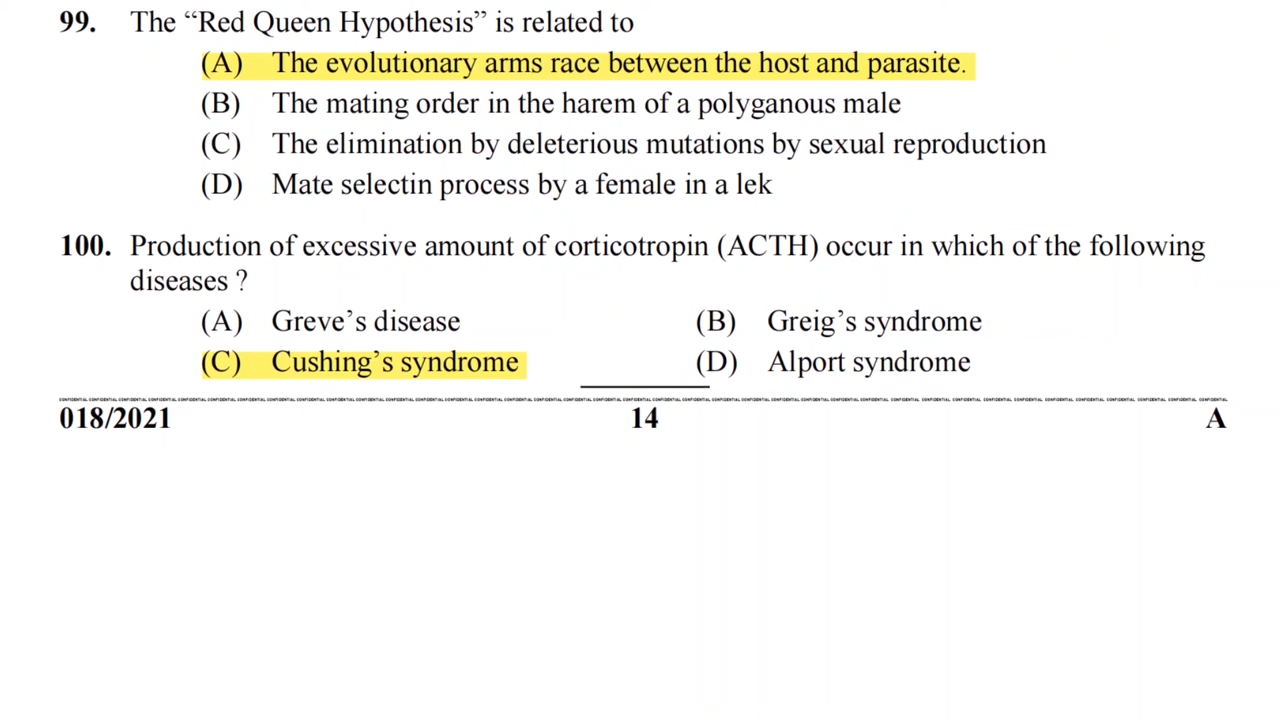 99. The “Red Queen Hypothesis” is related to
(A) The evolutionary arms race between the host and parasite.
(B) The mating order in the harem of a polyganous male
(C) The elimination by deleterious mutations by sexual reproduction
(D) Mate selectin process by a female in a lek
100. Production of excessive amount of corticotropin (ACTH) occur in which of the following
diseases ?
(A) Greve’s disease (B) Greig’s syndrome
(C) Cushing’s syndrome (D) Alport syndrome
018/2021 14 A